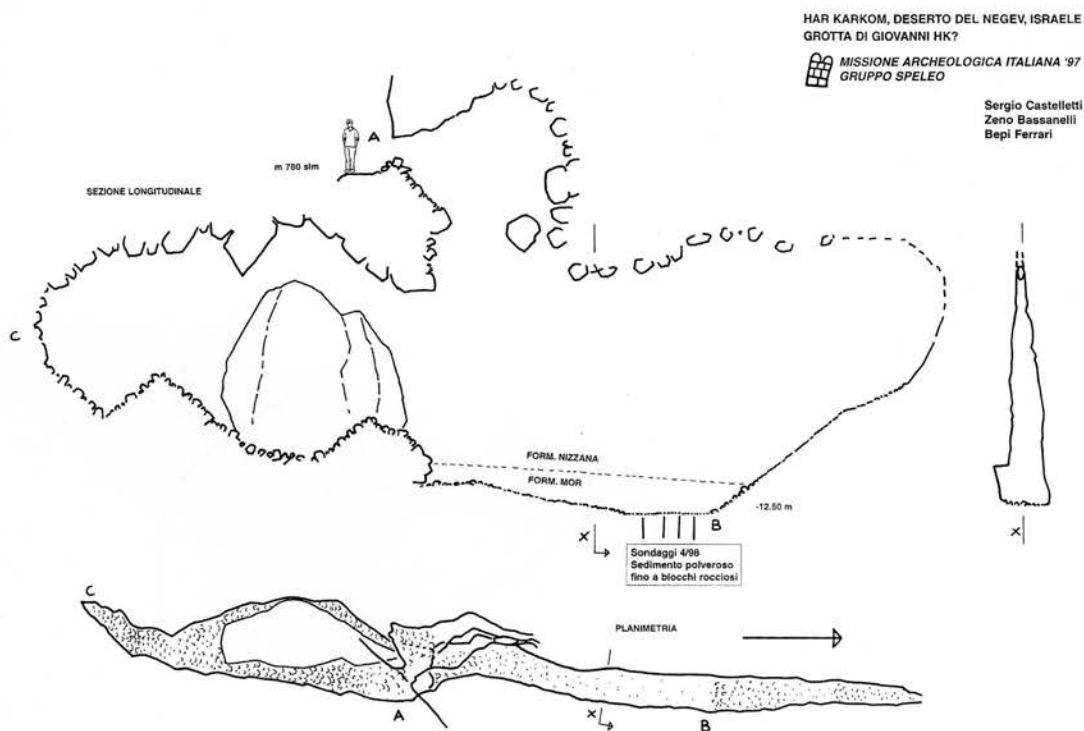 HAR KARKOM, DESERTO DEL NEGEV, ISRAELE
GROTTA DI GIOVANNI HK?
MISSIONE ARCHEOLOGICA ITALIANA '97
GRUPPO SPELEO
Sergio Castelletti
Zeno Bassanelli
Bepi Ferrari
A
m 780 slm
SEZIONE LONGITUDINALE
C
FORM. NIZZANA
FORM. MOR
-12.50 m
B
X
X
Sondaggi 4/98
Sedimento polveroso
fino a blocchi rocciosi
C
PLANIMETRIA
A
X
B